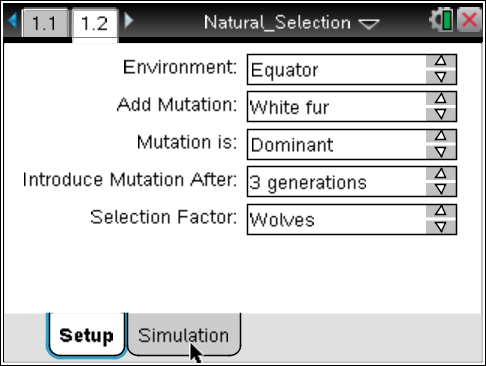 1.1 1.2 Natural_Selection
Environment: Equator
Add Mutation: White fur
Mutation is: Dominant
Introduce Mutation After: 3 generations
Selection Factor: Wolves
Setup Simulation